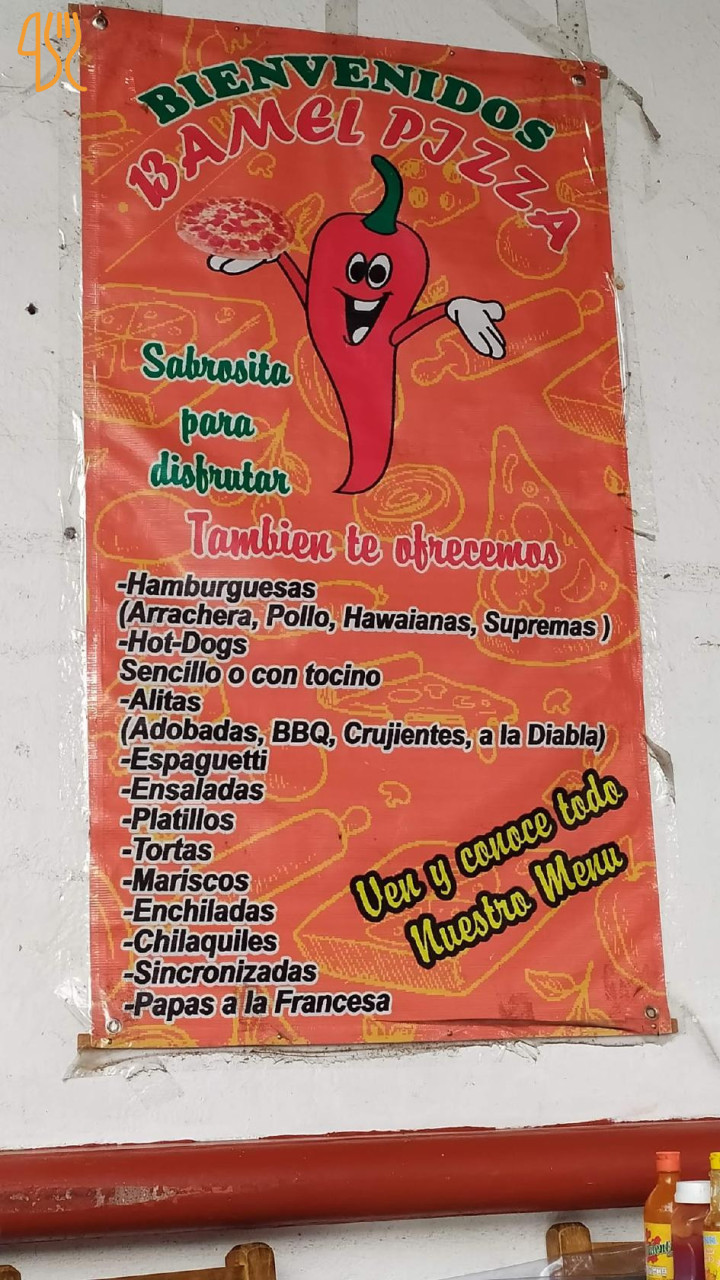 BIENVENIDOS
13AMEL PIZZA
Sabrosita
para
disfrutar
Tambien te ofrecemos
-Hamburguesas
(Arrachera, Pollo, Hawaianas, Supremas )
-Hot-Dogs
Sencillo o con tocino
-Alitas
(Adobadas, BBQ, Crujientes, a la Diabla)
-Espaguetti
-Ensaladas
-Platillos
-Tortas
-Mariscos
-Enchiladas
-Chilaquiles
-Sincronizadas
-Papas a la Francesa
Ven y conoce todo
Nuestro Menu